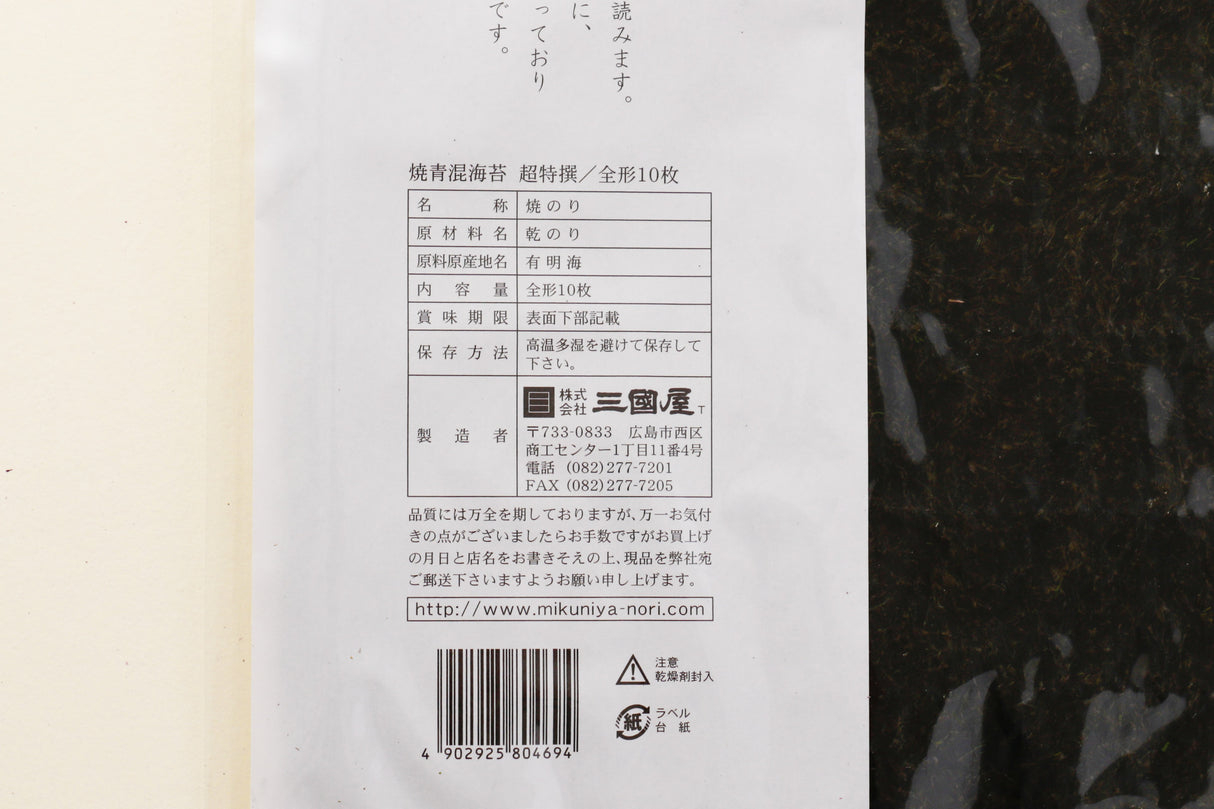 読みます。
に、
っており
です。
焼青混海苔 超特撰／全形10枚
名称 焼のり
原材料名 乾のり
原料原産地名 有明海
内容量 全形10枚
賞味期限 表面下部記載
保存方法 高温多湿を避けて保存して
下さい。
製造者 株式会社 三國屋 T
〒733-0833 広島市西区
商工センター1丁目11番4号
電話 (082)277-7201
FAX (082)277-7205
品質には万全を期しておりますが、万一お気付
きの点がございましたらお手数ですがお買上げ
の月日と店名をお書きそえの上、現品を弊社宛
ご郵送下さいますようお願い申し上げます。
http://www.mikuniya-nori.com
注意
乾燥剤封入
紙 ラベル
台紙
4 902925 804694